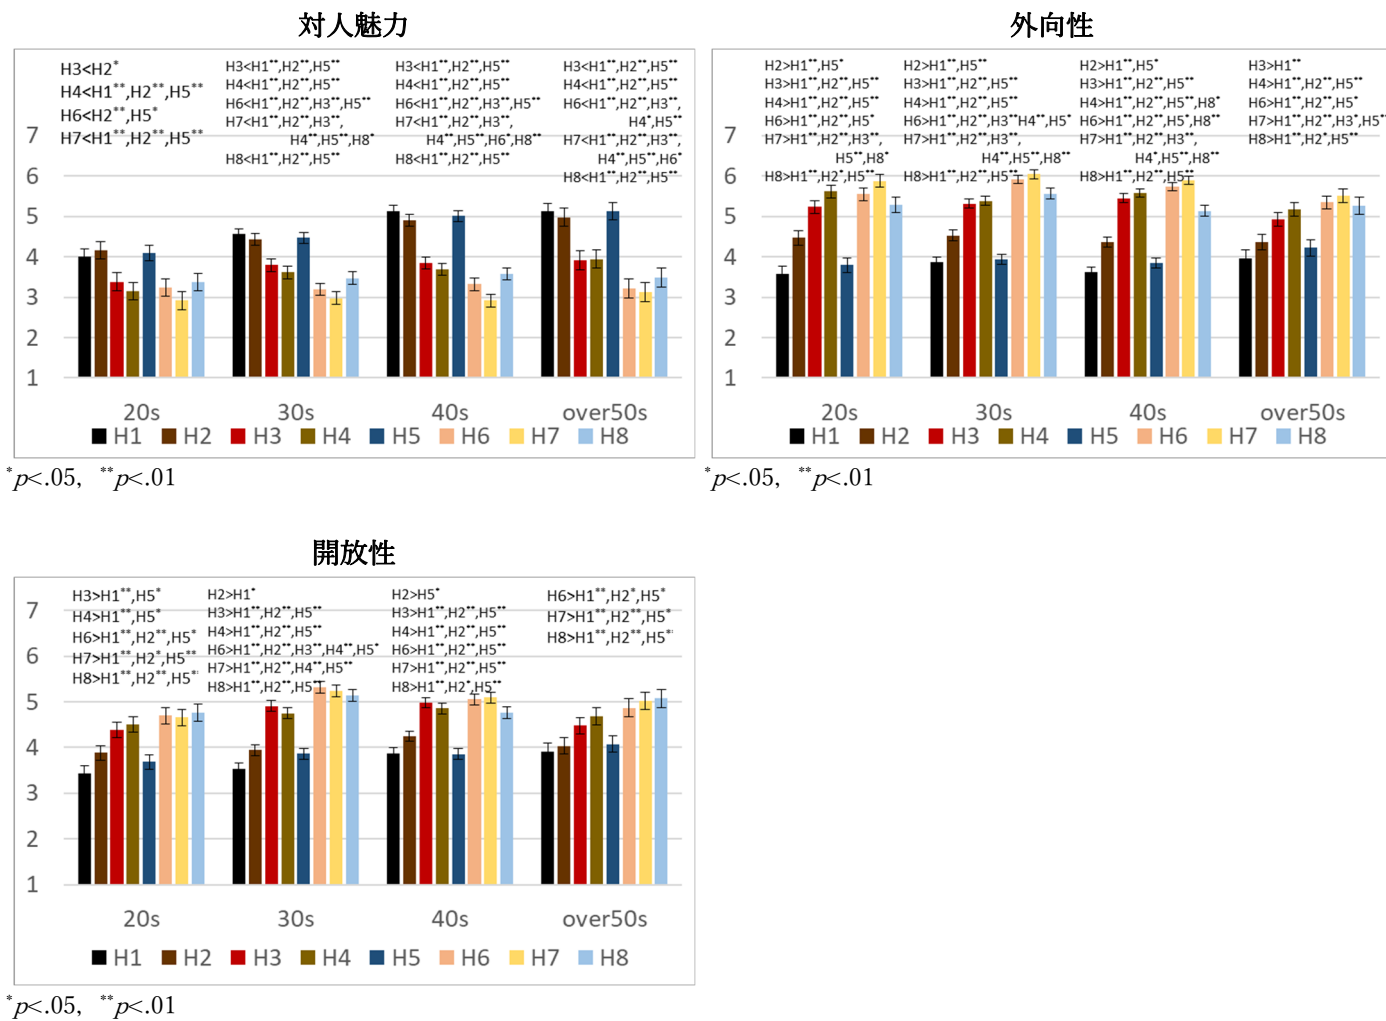 対人魅力
H3<H2*
H4<H1**,H2**,H5**
H6<H2**,H5*
H7<H1**,H2**,H5**
H3<H1**,H2**,H5**
H4<H1**,H2**,H5**
H6<H1**,H2**,H3**,H5**
H7<H1**,H2**,H3**,
H4**,H5**,H8*
H8<H1**,H2**,H5**
H3<H1**,H2**,H5**
H4<H1**,H2**,H5**
H6<H1**,H2**,H3**,H5**
H7<H1**,H2**,H3**,
H4**,H5**,H6*,H8**
H8<H1**,H2**,H5**
H3<H1**,H2**,H5**
H4<H1**,H2**,H5**
H6<H1**,H2**,H3**,
H4*,H5**
H7<H1**,H2**,H3**,
H4**,H5**,H6*
H8<H1**,H2**,H5**
7
6
5
4
3
2
1
20s 30s 40s over50s
H1 H2 H3 H4 H5 H6 H7 H8
*p<.05, **p<.01
外向性
H2>H1**,H5*
H3>H1**,H2**,H5**
H4>H1**,H2**,H5**
H6>H1**,H2**,H5*
H7>H1**,H2**,H3**,
H5**,H8*
H8>H1**,H2*,H5**
H2>H1**,H5**
H3>H1**,H2**,H5**
H4>H1**,H2**,H5**
H6>H1**,H2**,H3**H4**,H5*
H7>H1**,H2**,H3**,
H4**,H5**,H8**
H8>H1**,H2**,H5**
H2>H1**,H5*
H3>H1**,H2**,H5**
H4>H1**,H2**,H5**,H8*
H6>H1**,H2**,H5*,H8**
H7>H1**,H2**,H3**,
H4*,H5**,H8**
H8>H1**,H2**,H5**
H3>H1**
H4>H1**,H2**,H5**
H6>H1**,H2**,H5*
H7>H1**,H2**,H3*,H5**
H8>H1**,H2*,H5**
7
6
5
4
3
2
1
20s 30s 40s over50s
H1 H2 H3 H4 H5 H6 H7 H8
*p<.05, **p<.01
開放性
H3>H1**,H5*
H4>H1**,H5*
H6>H1**,H2**,H5*
H7>H1**,H2*,H5**
H8>H1**,H2**,H5**
H2>H1*
H3>H1**,H2**,H5**
H4>H1**,H2**,H5**
H6>H1**,H2**,H3**,H4**,H5*
H7>H1**,H2**,H4**,H5**
H8>H1**,H2**,H5**
H2>H5*
H3>H1**,H2**,H5**
H4>H1**,H2**,H5**
H6>H1**,H2**,H5**
H7>H1**,H2**,H5**
H8>H1**,H2*,H5**
H6>H1**,H2*,H5*
H7>H1**,H2**,H5*
H8>H1**,H2**,H5**
7
6
5
4
3
2
1
20s 30s 40s over50s
H1 H2 H3 H4 H5 H6 H7 H8
*p<.05, **p<.01